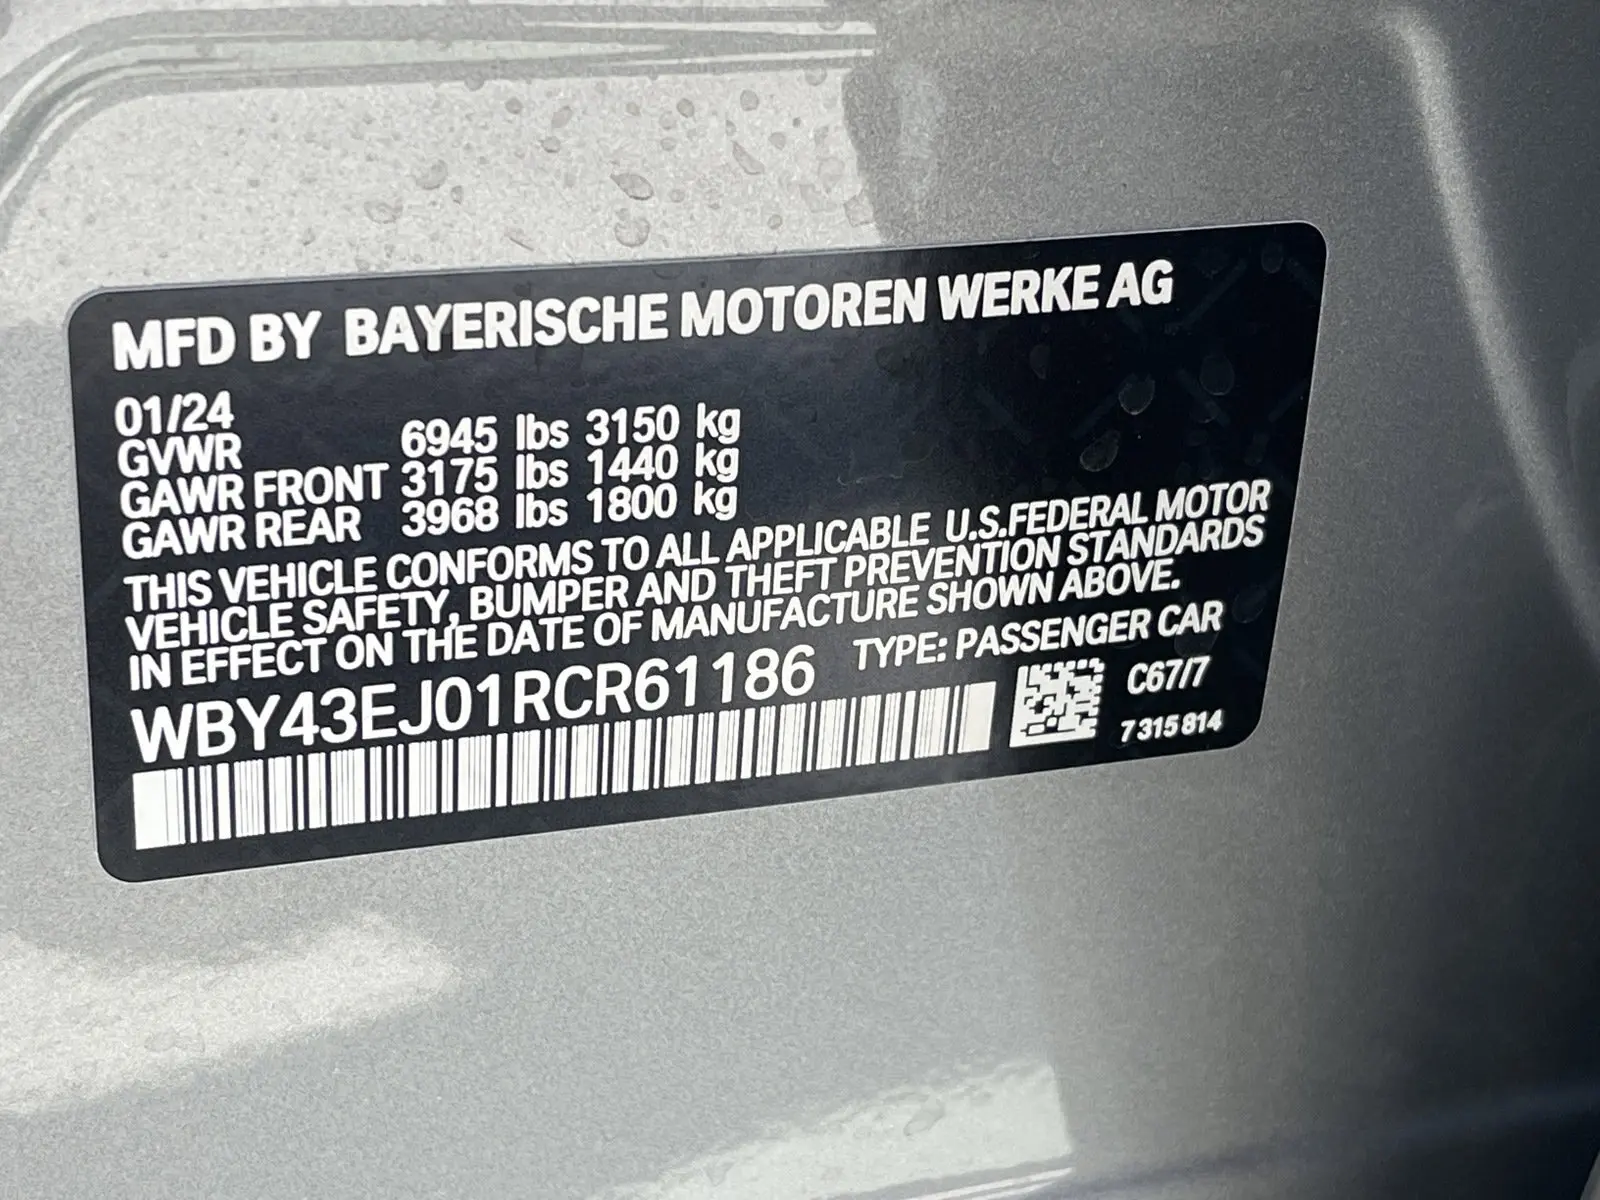 MFD BY BAYERISCHE MOTOREN WERKE AG
01/24
GVWR 6945 lbs 3150 kg
GAWR FRONT 3175 lbs 1440 kg
GAWR REAR 3968 lbs 1800 kg
THIS VEHICLE CONFORMS TO ALL APPLICABLE U.S.FEDERAL MOTOR
VEHICLE SAFETY, BUMPER AND THEFT PREVENTION STANDARDS
IN EFFECT ON THE DATE OF MANUFACTURE SHOWN ABOVE.
WBY43EJ01RCR61186 TYPE: PASSENGER CAR
C67/7
7 315 814